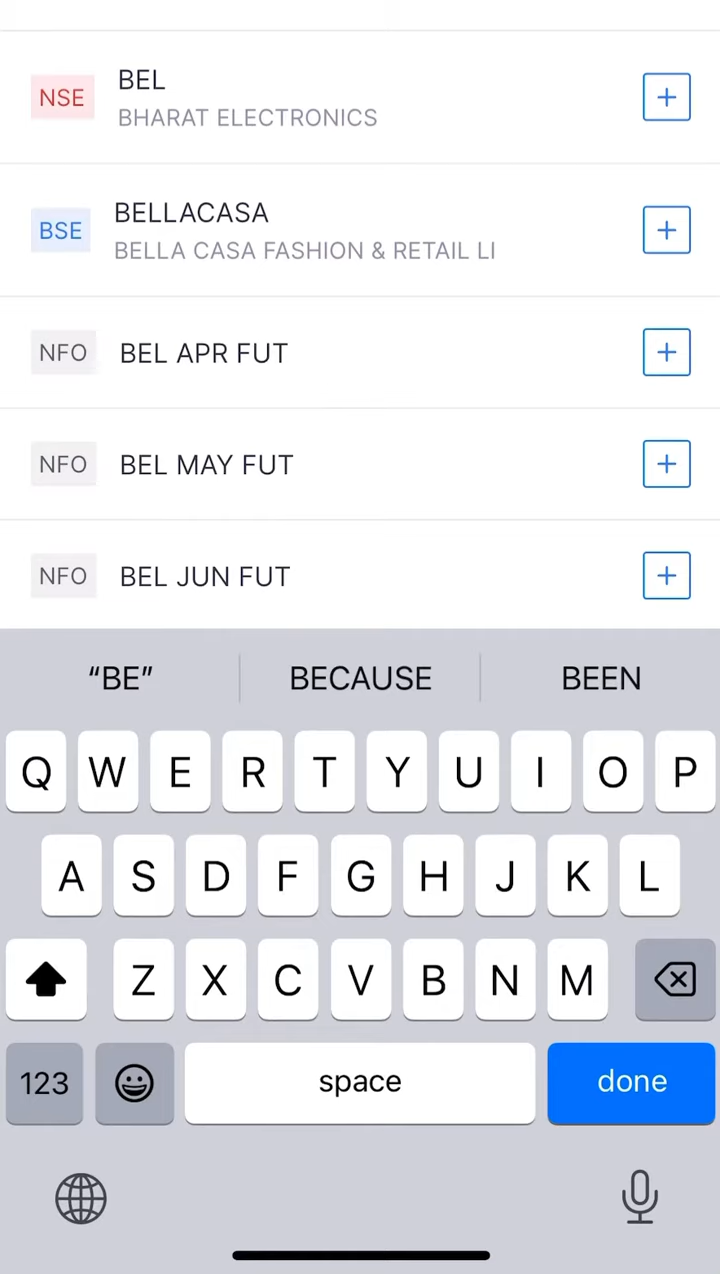 NSE BEL
BHARAT ELECTRONICS
BSE BELLACASA
BELLA CASA FASHION & RETAIL LI
NFO BEL APR FUT
NFO BEL MAY FUT
NFO BEL JUN FUT
“BE” BECAUSE BEEN
Q W E R T Y U I O P
A S D F G H J K L
Z X C V B N M
123 space done